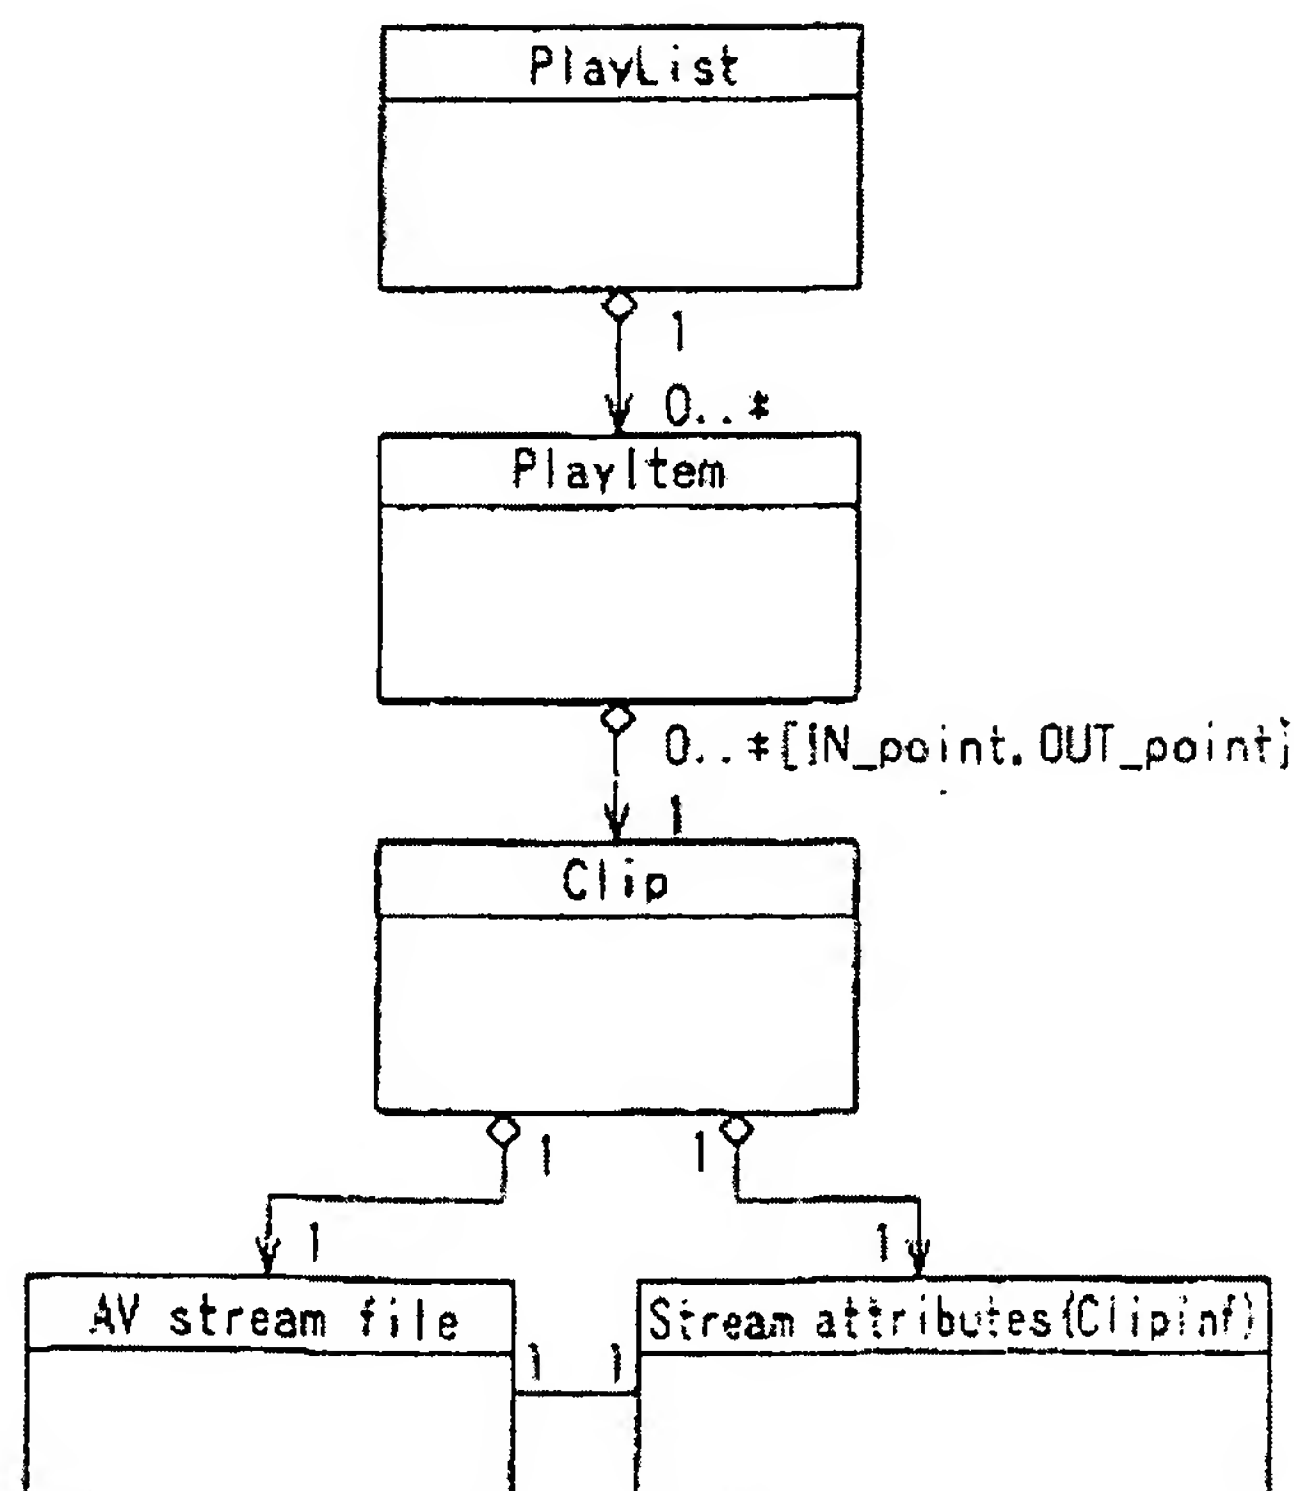 PlayList
1
0..*
PlayItem
0..*[IN_point.OUT_point]
1
Clip
1 1
1 1
AV stream file Stream attributes(Clipinf)
1 1